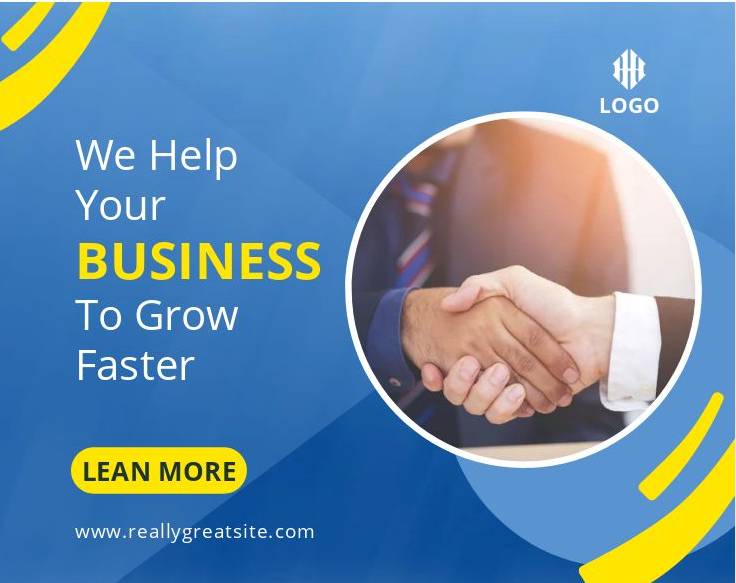 LOGO
We Help
Your
BUSINESS
To Grow
Faster
LEAN MORE
www.reallygreatsite.com